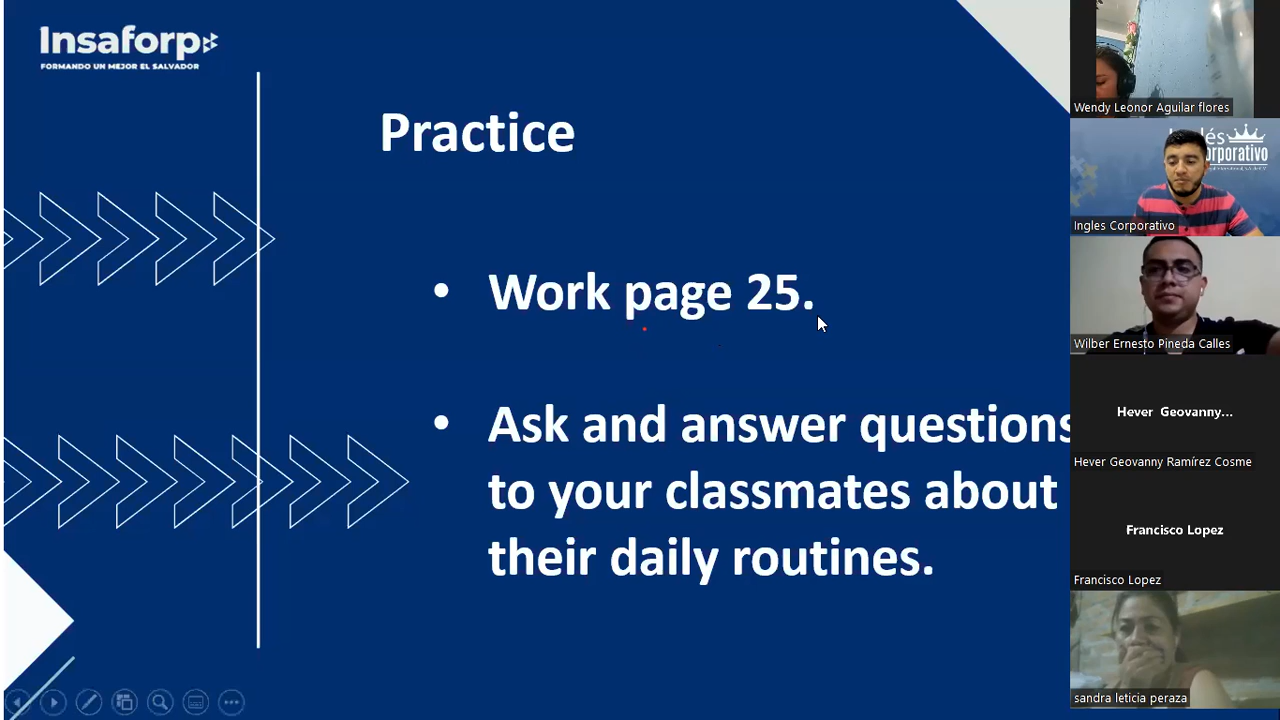 Insaforp
FORMANDO UN MEJOR EL SALVADOR
Practice
• Work page 25.
• Ask and answer questions
to your classmates about
their daily routines.
Wendy Leonor Aguilar flores
Ingles Corporativo
Wilber Ernesto Pineda Calles
Hever Geovanny...
Hever Geovanny Ramírez Cosme
Francisco Lopez
Francisco Lopez
sandra leticia peraza